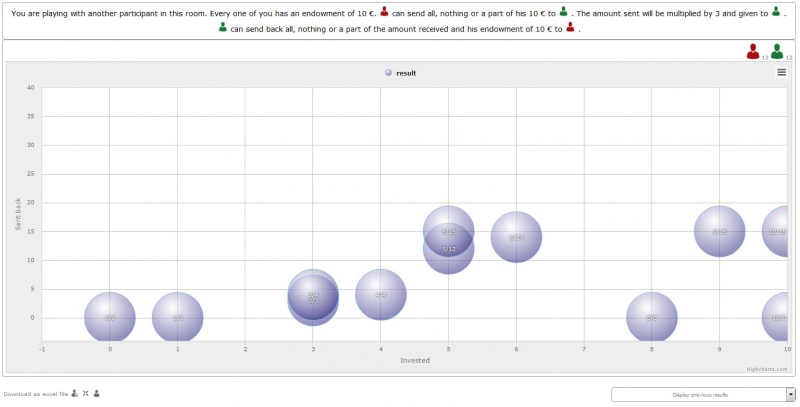 You are playing with another participant in this room. Every one of you has an endowment of 10 €. can send all, nothing or a part of his 10 € to . The amount sent will be multiplied by 3 and given to .
can send back all, nothing or a part of the amount received and his endowment of 10 € to .
12 12
result
40
35
30
25
20
15
10
5
0
Sent back
5/15
5/12
6/14
9/15
10/15
0/0
1/0
3/4
4/4
8/0
10/0
-1 0 1 2 3 4 5 6 7 8 9 10
Invested
Highcharts.com
Download as excel file
Display previous results